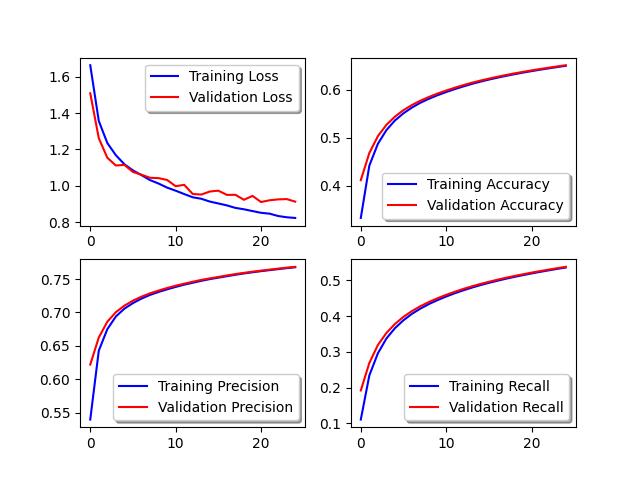 1.6
1.4
1.2
1.0
0.8
0 10 20
Training Loss
Validation Loss
0.6
0.5
0.4
0 10 20
Training Accuracy
Validation Accuracy
0.75
0.70
0.65
0.60
0.55
0 10 20
Training Precision
Validation Precision
0.5
0.4
0.3
0.2
0.1
0 10 20
Training Recall
Validation Recall